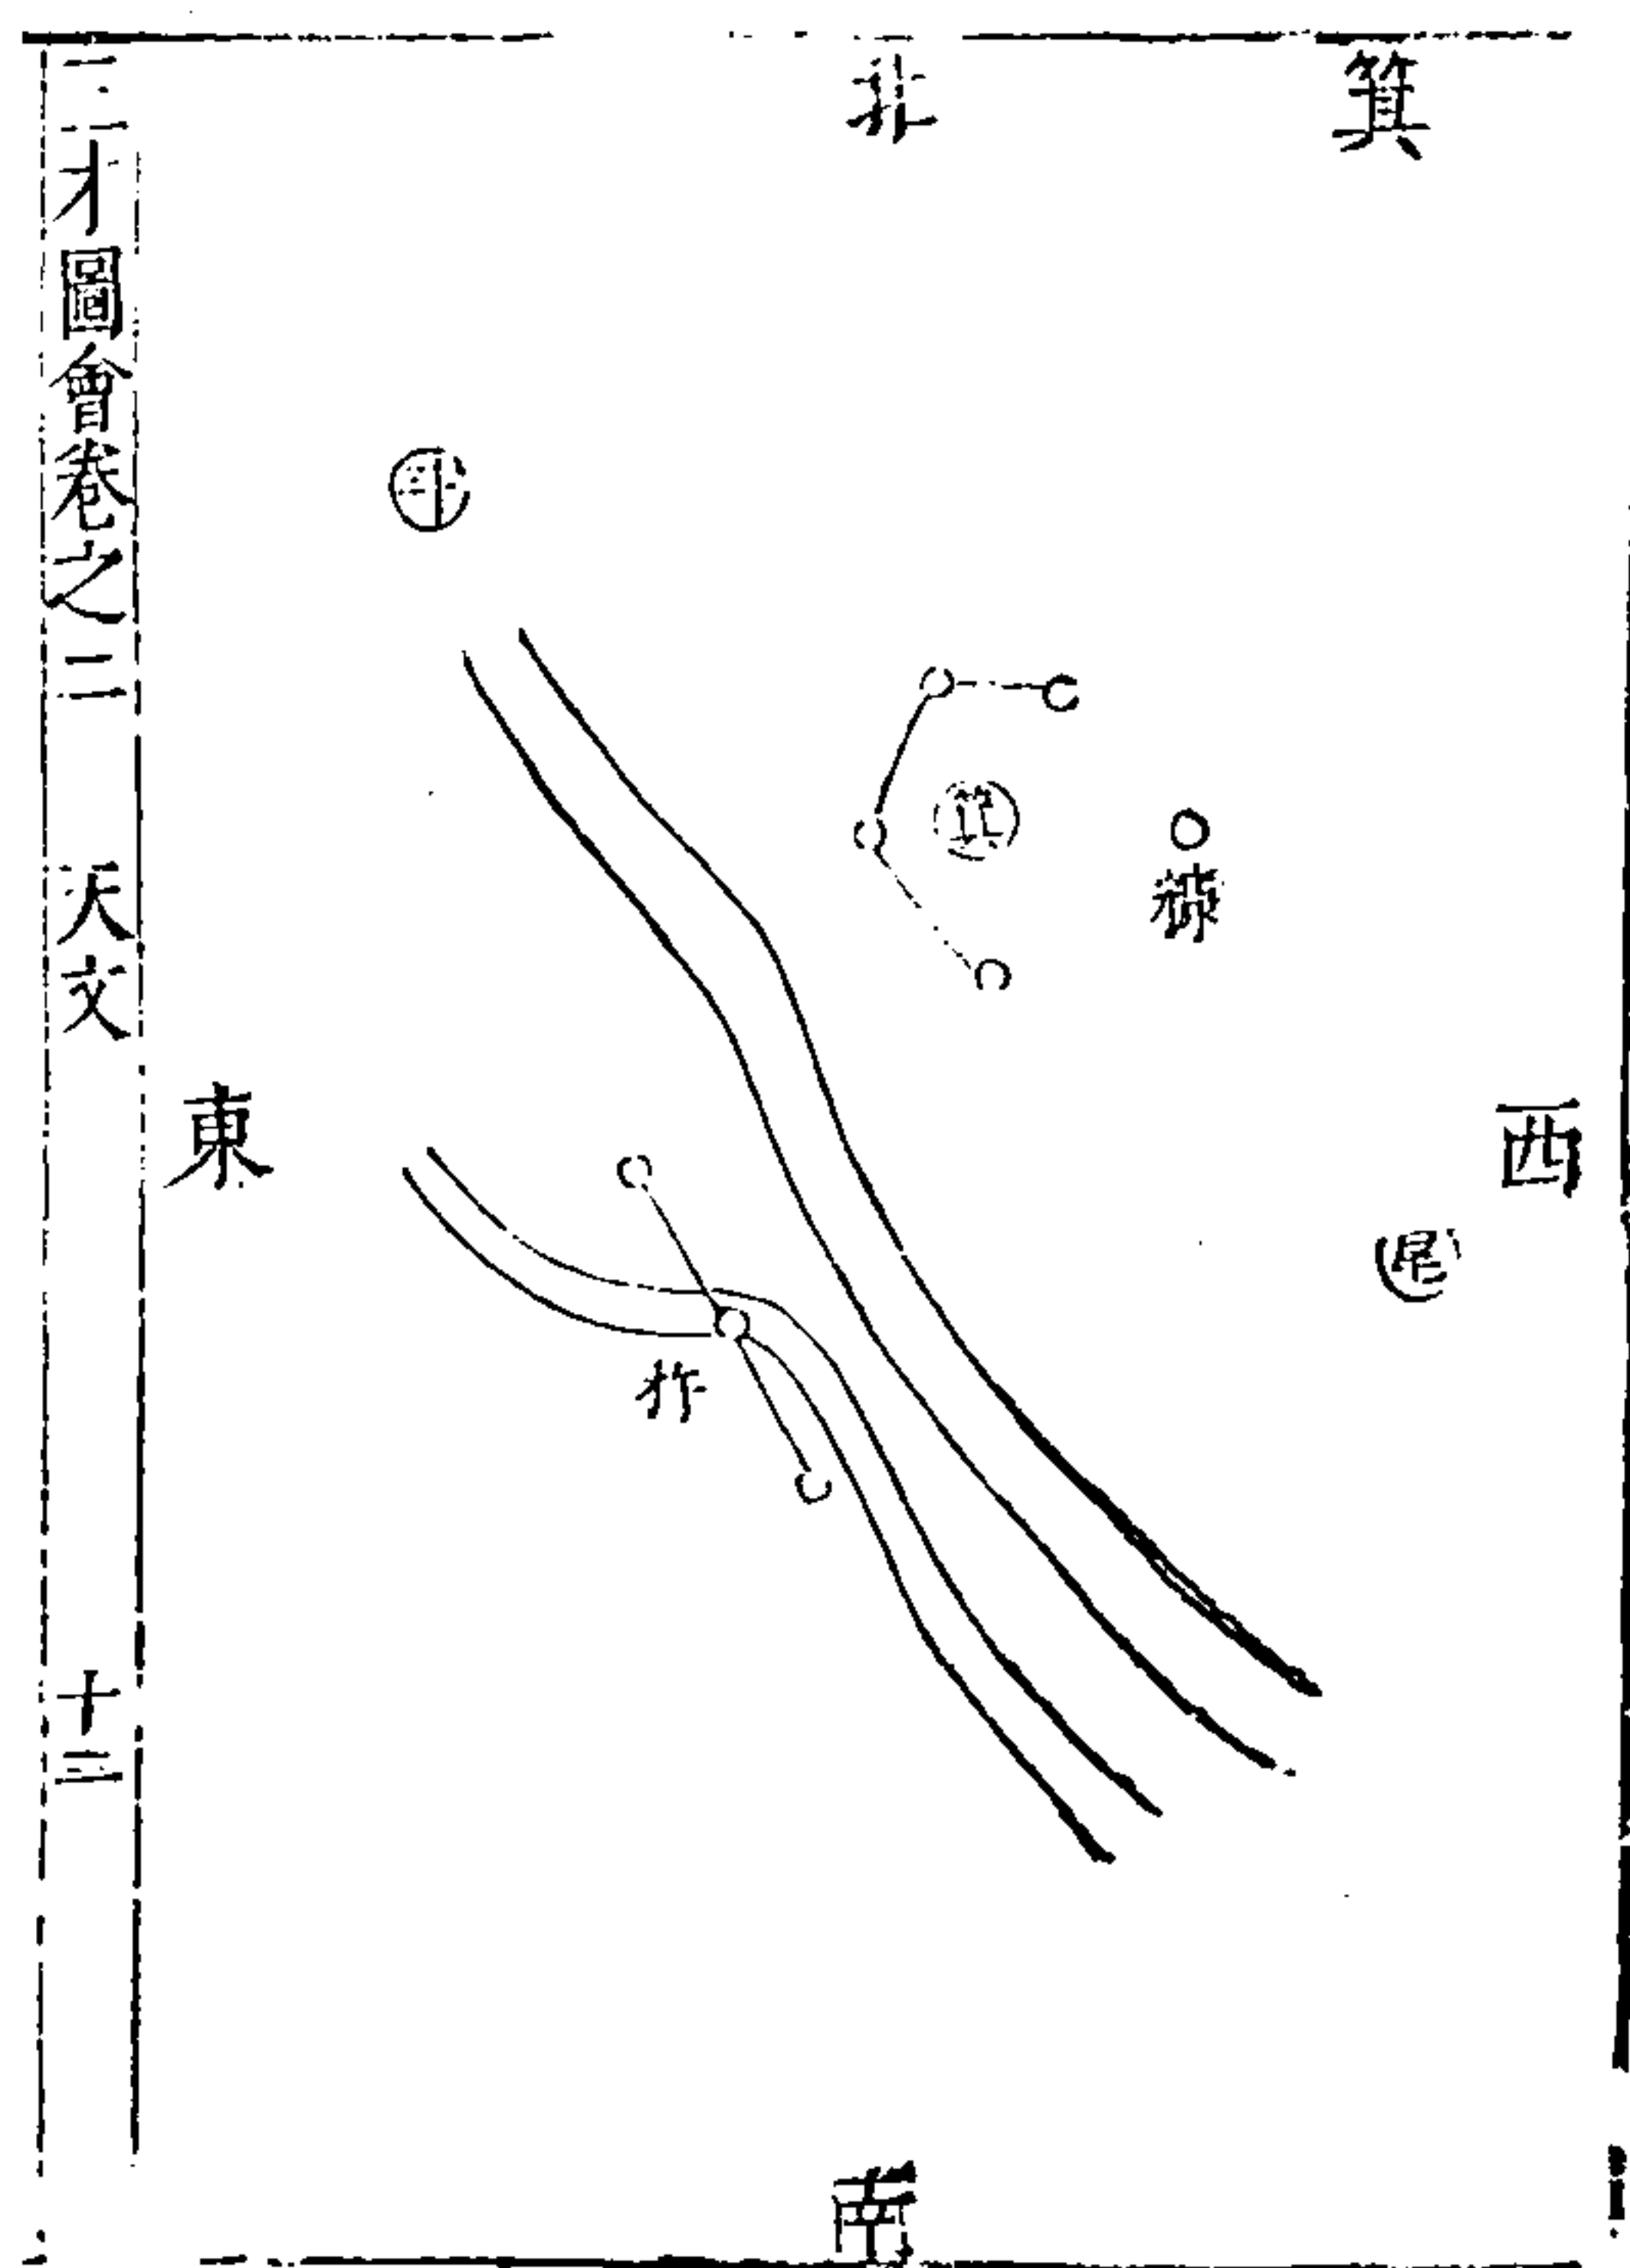 箕
北
西
東
南
斗
箕
糠
尾
杵
三才圖會卷之二 天文 十三